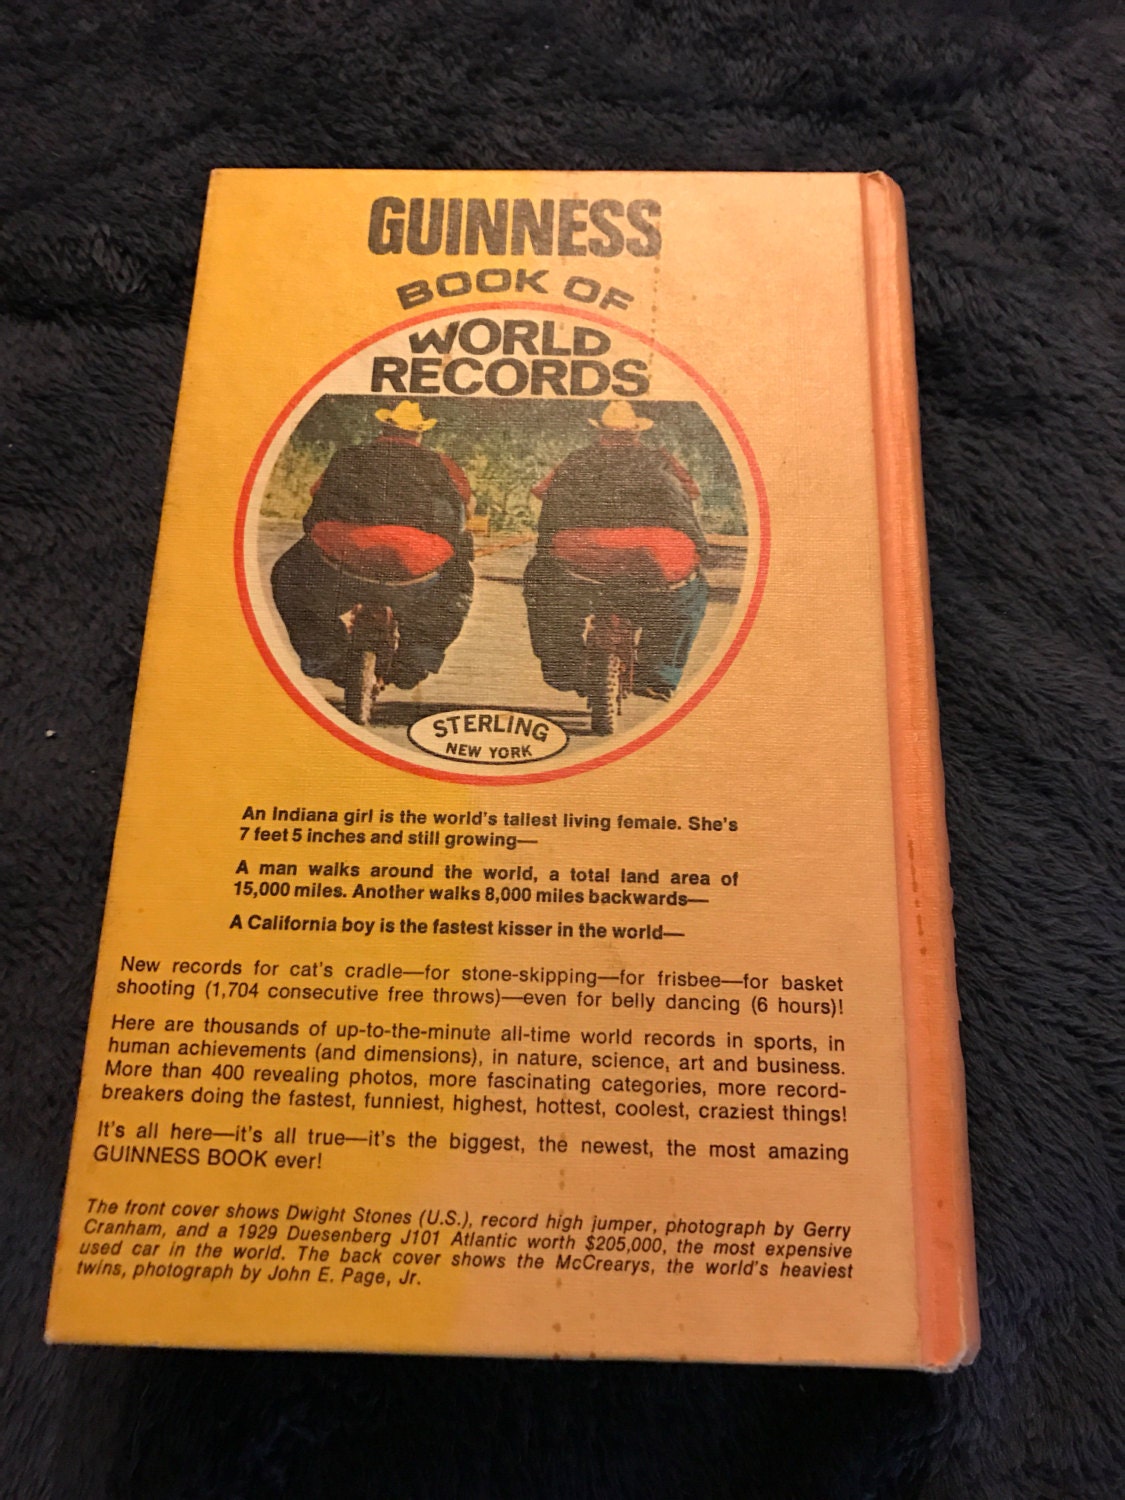 GUINNESS
BOOK OF
WORLD
RECORDS
STERLING
NEW YORK
An Indiana girl is the world's tallest living female. She's
7 feet 5 inches and still growing—
A man walks around the world, a total land area of
15,000 miles. Another walks 8,000 miles backwards—
A California boy is the fastest kisser in the world—
New records for cat's cradle—for stone-skipping—for frisbee—for basket
shooting (1,704 consecutive free throws)—even for belly dancing (6 hours)!
Here are thousands of up-to-the-minute all-time world records in sports, in
human achievements (and dimensions), in nature, science, art and business.
More than 400 revealing photos, more fascinating categories, more record-
breakers doing the fastest, funniest, highest, hottest, coolest, craziest things!
It's all here—it's all true—it's the biggest, the newest, the most amazing
GUINNESS BOOK ever!
The front cover shows Dwight Stones (U.S.), record high jumper, photograph by Gerry
Cranham, and a 1929 Duesenberg J101 Atlantic worth $205,000, the most expensive
used car in the world. The back cover shows the McCrearys, the world's heaviest
twins, photograph by John E. Page, Jr.